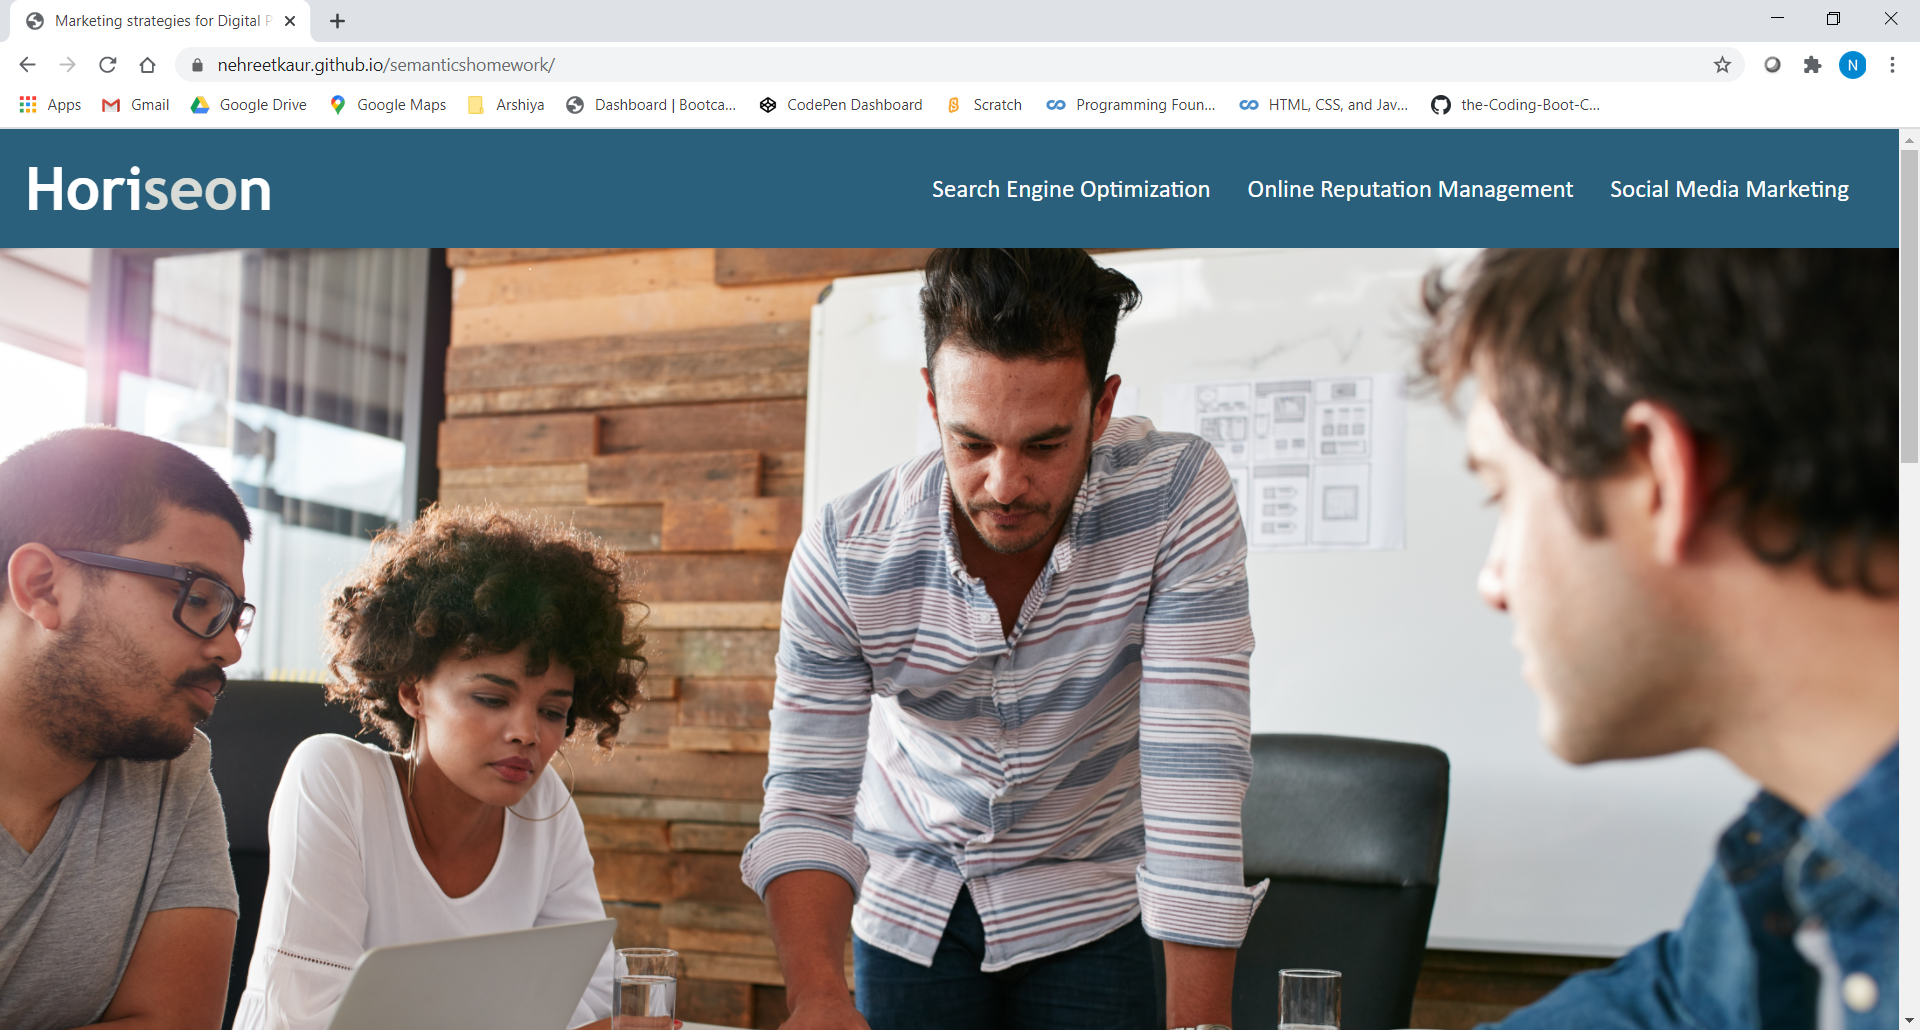 Marketing strategies for Digital P
nehreetkaur.github.io/semanticshomework/
N
Apps Gmail Google Drive Google Maps Arshiya Dashboard | Bootca... CodePen Dashboard Scratch Programming Foun... HTML, CSS, and Jav... the-Coding-Boot-C...
Horiseon Search Engine Optimization Online Reputation Management Social Media Marketing